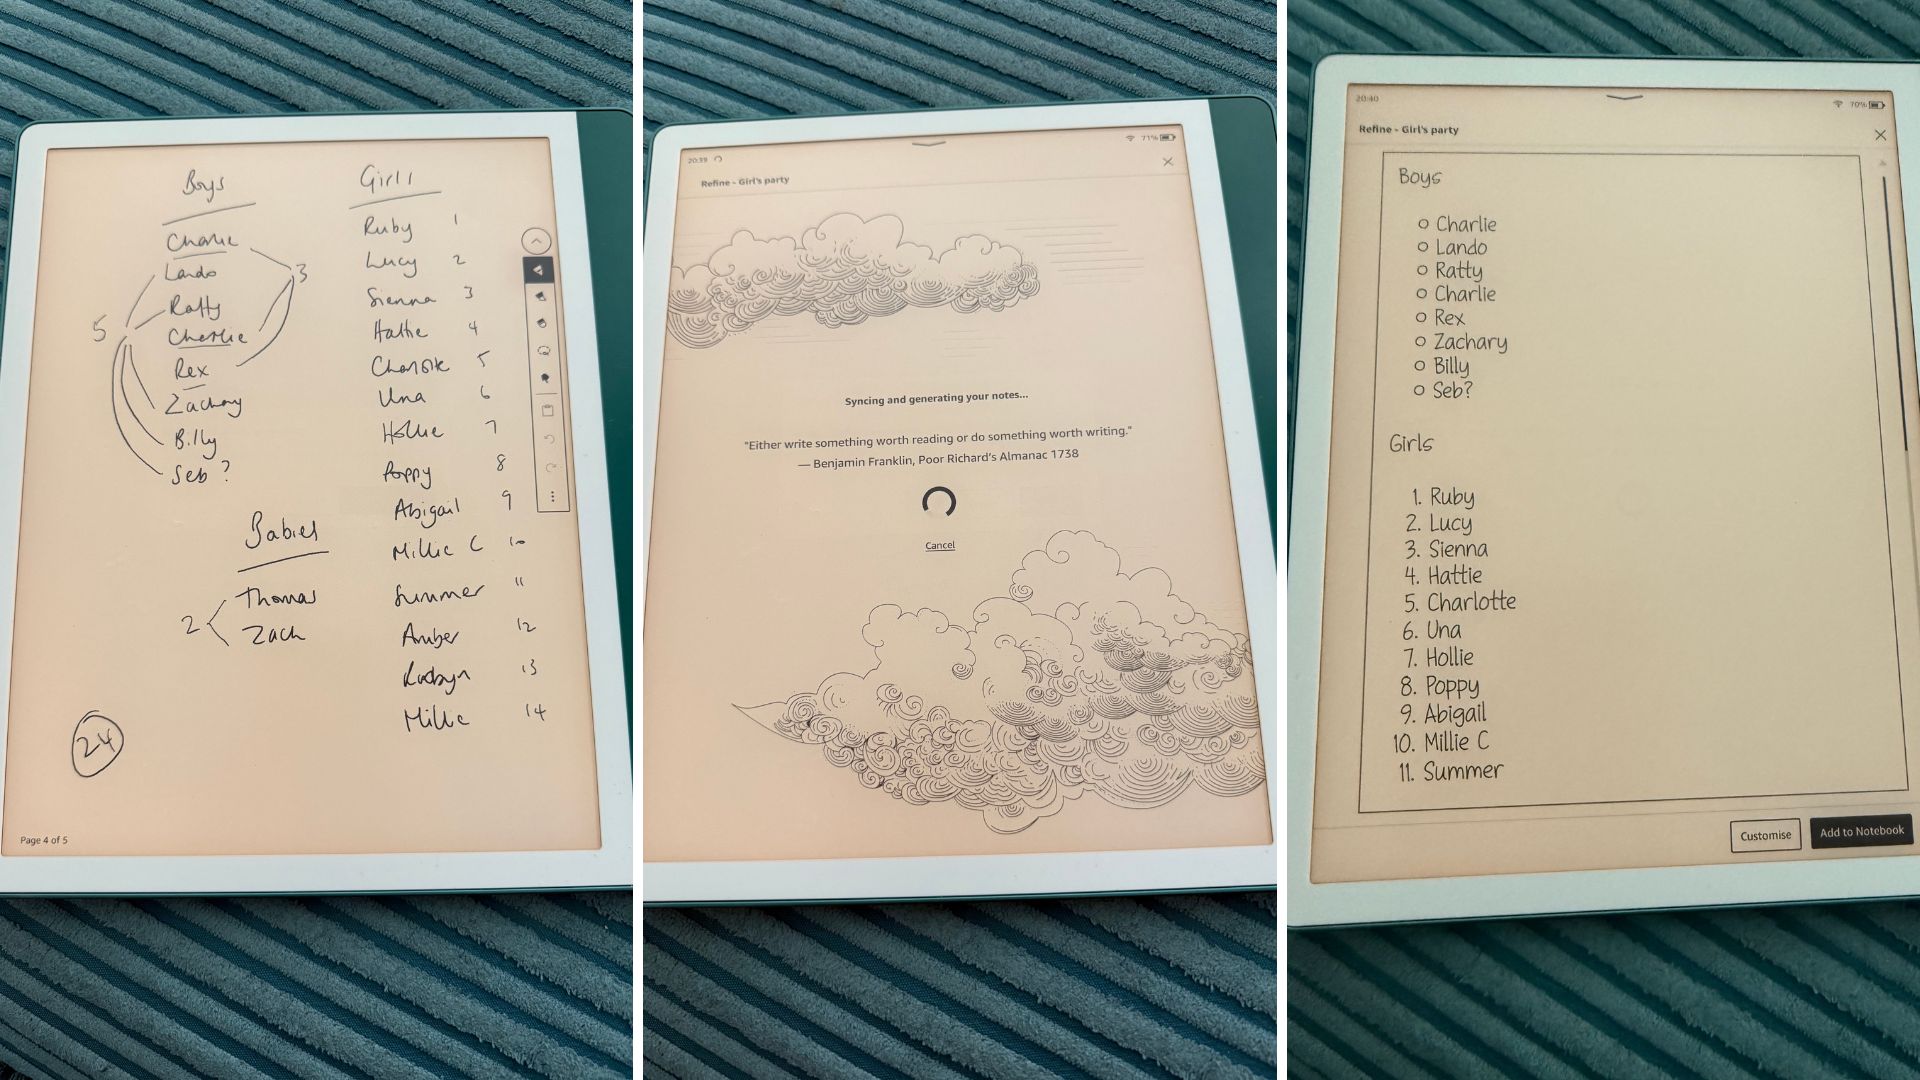 Boys
Charlie
Lando
Raffy
Charlie
Rex
Zachary
Billy
Seb ?
3
5
Babies
Thomas
Zach
2
24
Girls
Ruby 1
Lucy 2
Sienna 3
Hattie 4
Charlotte 5
Una 6
Hollie 7
Poppy 8
Abigail 9
Millie C 10
Summer 11
Amber 12
Robyn 13
Millie 14
Page 4 of 5
20:39
71%
Refine - Girl's party
Syncing and generating your notes...
"Either write something worth reading or do something worth writing."
— Benjamin Franklin, Poor Richard's Almanac 1738
Cancel
20:40
70%
Refine - Girl's party
Boys
Charlie
Lando
Ratty
Charlie
Rex
Zachary
Billy
Seb?
Girls
1. Ruby
2. Lucy
3. Sienna
4. Hattie
5. Charlotte
6. Una
7. Hollie
8. Poppy
9. Abigail
10. Millie C
11. Summer
Customise
Add to Notebook